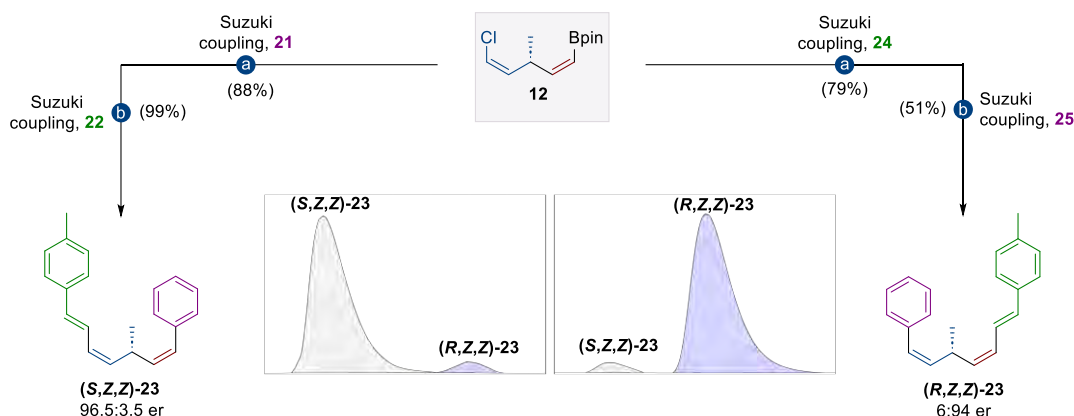 Suzuki
coupling, 21
a
(88%)
Suzuki
coupling, 22
b
(99%)
Cl
Bpin
12
Suzuki
coupling, 24
a
(79%)
(51%)
b
Suzuki
coupling, 25
(S,Z,Z)-23
(R,Z,Z)-23
(R,Z,Z)-23
(S,Z,Z)-23
(S,Z,Z)-23
96.5:3.5 er
(R,Z,Z)-23
6:94 er